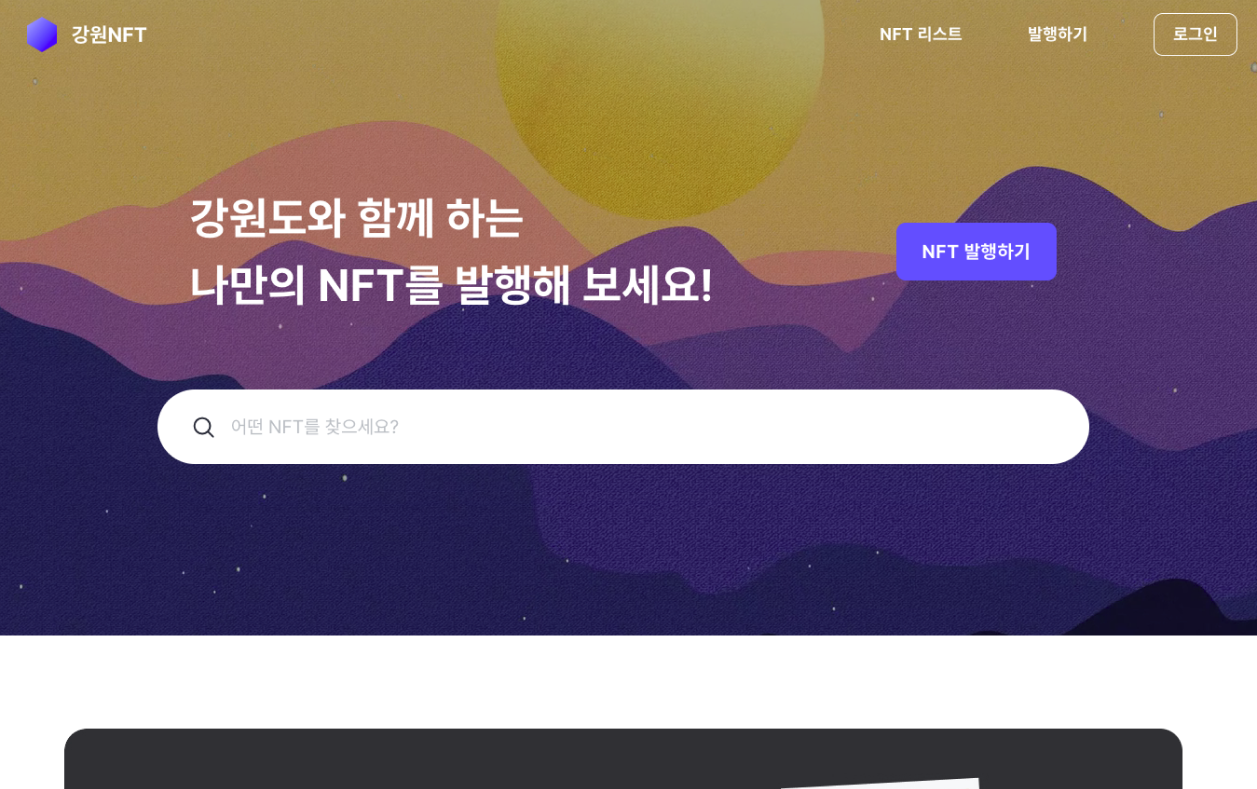 강원NFT
NFT 리스트
발행하기
로그인
강원도와 함께 하는
나만의 NFT를 발행해 보세요!
NFT 발행하기
어떤 NFT를 찾으세요?